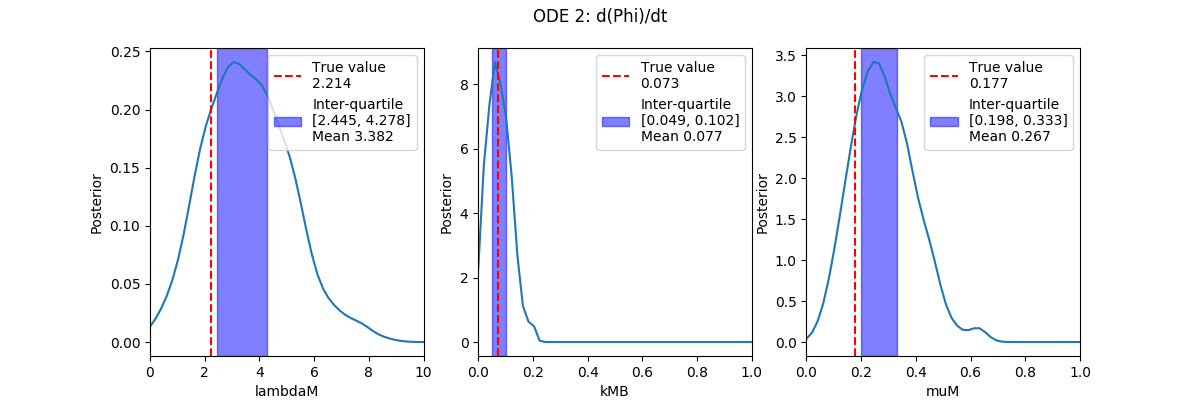 ODE 2: d(Phi)/dt
Posterior
0.25
0.20
0.15
0.10
0.05
0.00
0 2 4 6 8 10
lambdaM
True value
2.214
Inter-quartile
[2.445, 4.278]
Mean 3.382
Posterior
8
6
4
2
0
0.0 0.2 0.4 0.6 0.8 1.0
kMB
True value
0.073
Inter-quartile
[0.049, 0.102]
Mean 0.077
Posterior
3.5
3.0
2.5
2.0
1.5
1.0
0.5
0.0
0.0 0.2 0.4 0.6 0.8 1.0
muM
True value
0.177
Inter-quartile
[0.198, 0.333]
Mean 0.267